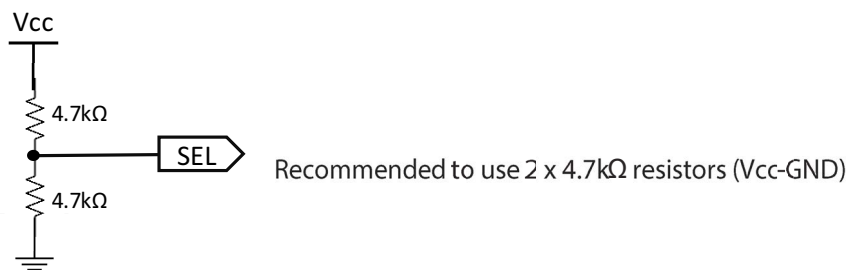 Vcc
4.7kΩ
SEL
Recommended to use 2 x 4.7kΩ resistors (Vcc-GND)
4.7kΩ